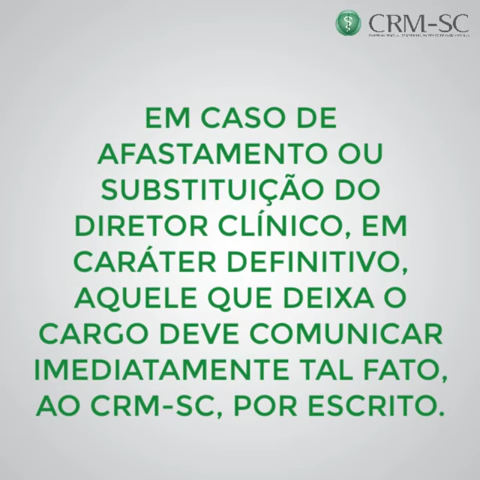 CRM-SC
EM CASO DE
AFASTAMENTO OU
SUBSTITUIÇÃO DO
DIRETOR CLÍNICO, EM
CARÁTER DEFINITIVO,
AQUELE QUE DEIXA O
CARGO DEVE COMUNICAR
IMEDIATAMENTE TAL FATO,
AO CRM-SC, POR ESCRITO.